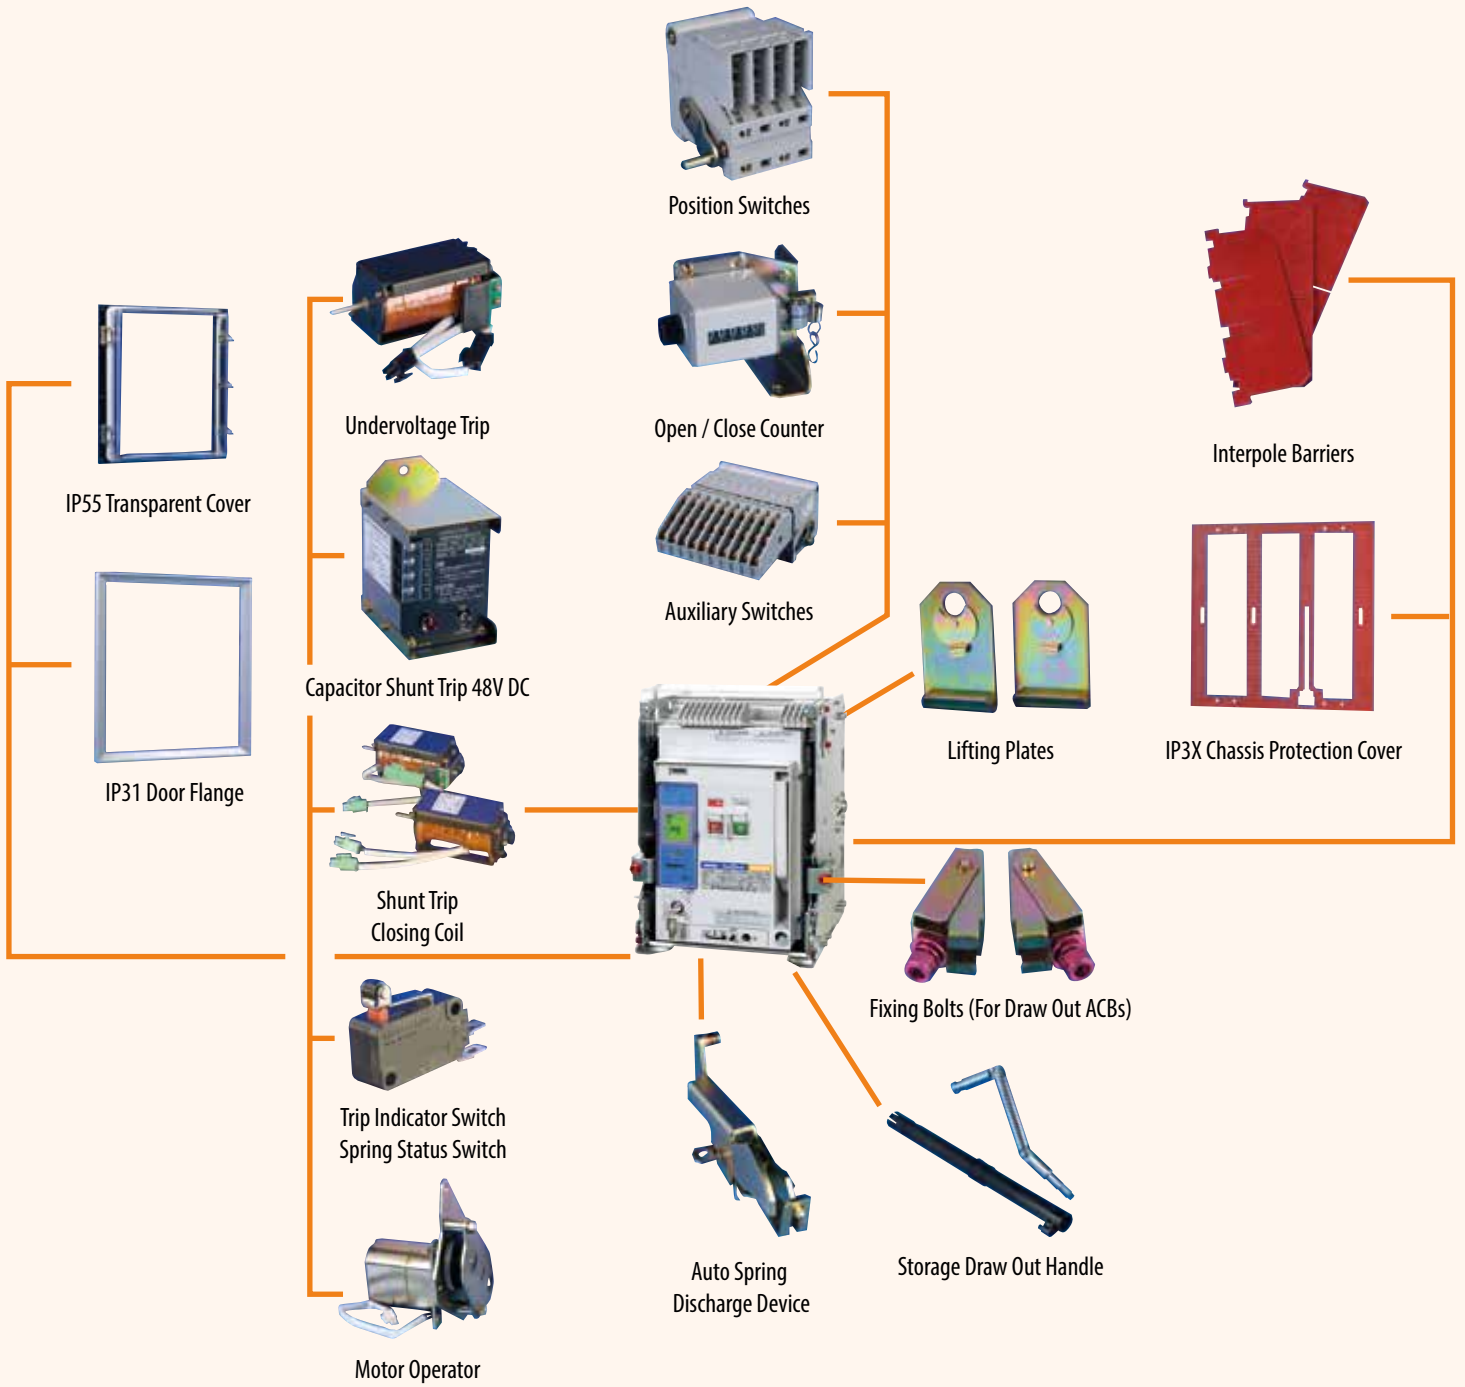 Position Switches
Undervoltage Trip
Open / Close Counter
Interpole Barriers
IP55 Transparent Cover
Auxiliary Switches
Capacitor Shunt Trip 48V DC
Lifting Plates
IP3X Chassis Protection Cover
IP31 Door Flange
Shunt Trip
Closing Coil
Fixing Bolts (For Draw Out ACBs)
Trip Indicator Switch
Spring Status Switch
Auto Spring
Discharge Device
Storage Draw Out Handle
Motor Operator